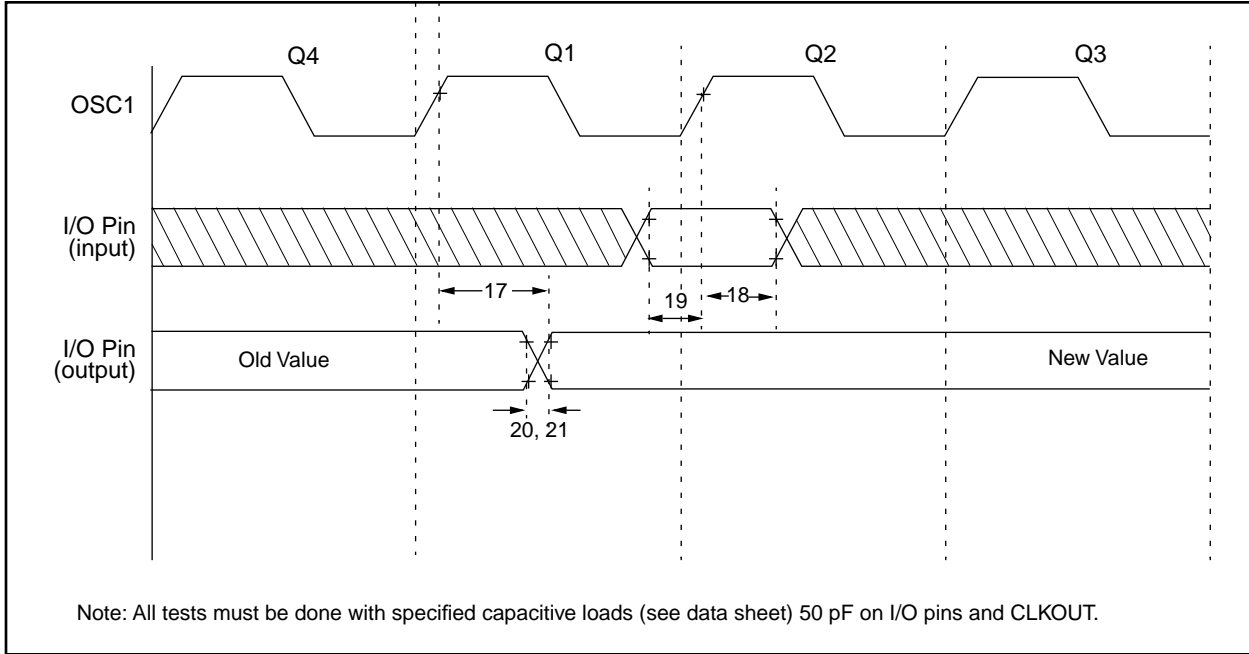 Q4
Q1
Q2
Q3
OSC1
I/O Pin
(input)
17
19
18
I/O Pin
(output)
Old Value
New Value
20, 21
Note: All tests must be done with specified capacitive loads (see data sheet) 50 pF on I/O pins and CLKOUT.